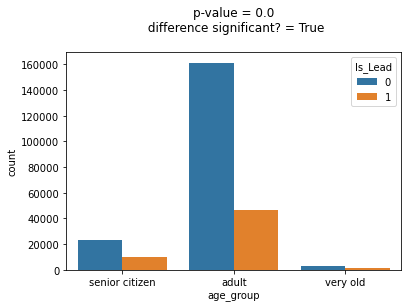 p-value = 0.0
difference significant? = True
Is_Lead
0
1
160000
140000
120000
100000
80000
60000
40000
20000
0
count
senior citizen adult very old
age_group